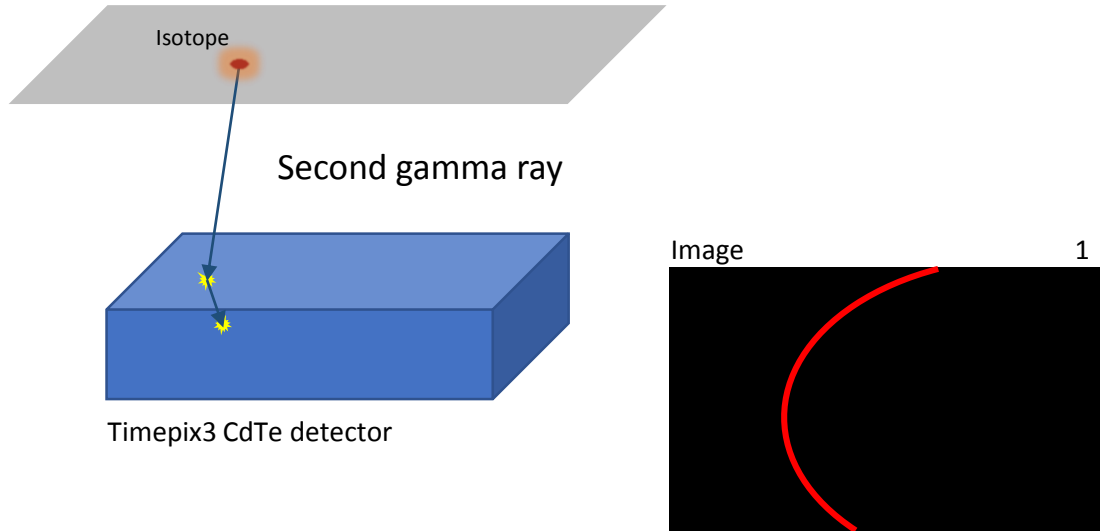 Isotope
Second gamma ray
Image 1
Timepix3 CdTe detector